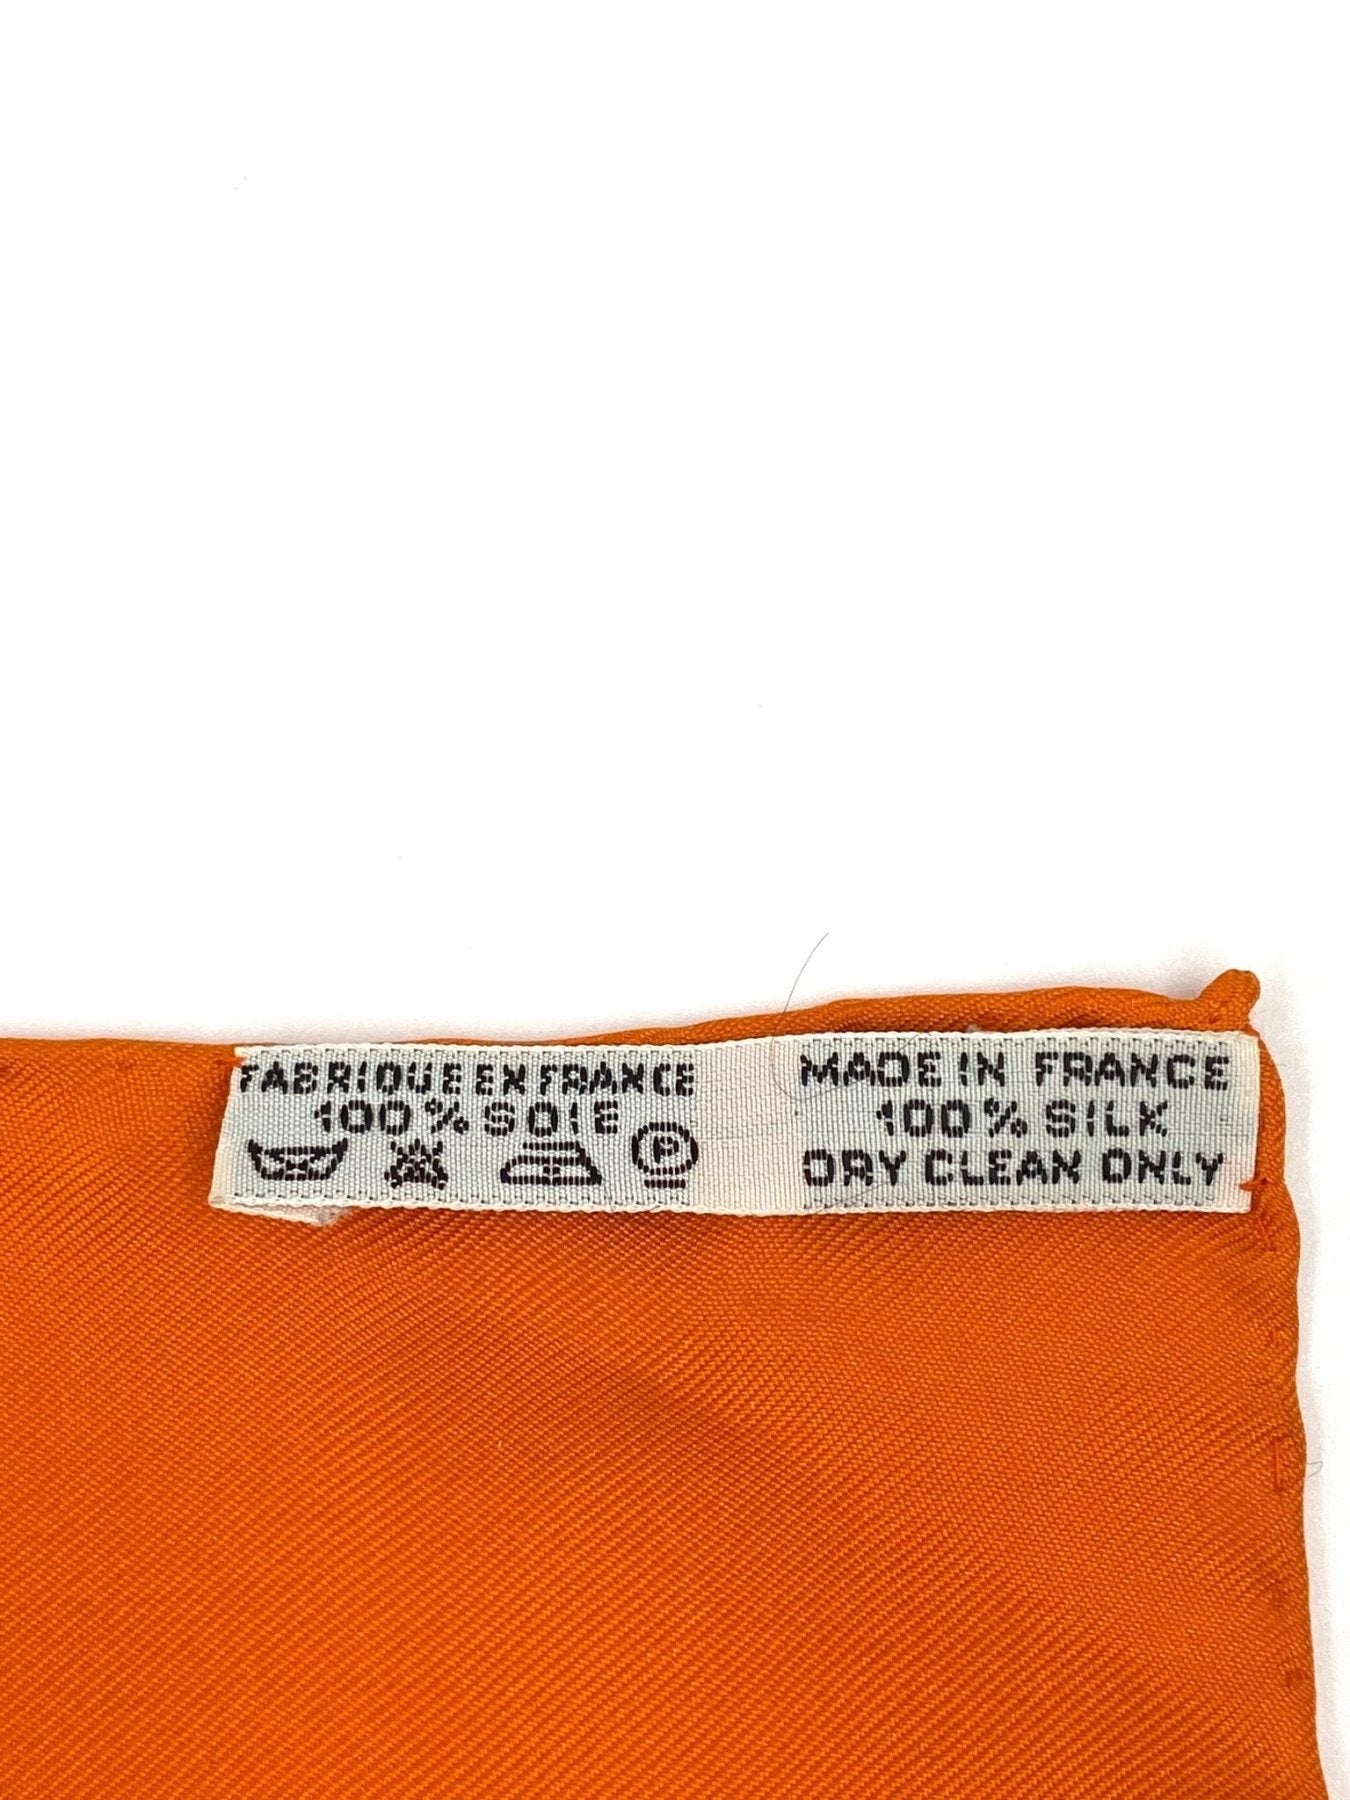 FABRIQUE EN FRANCE
100% SOIE
P
MADE IN FRANCE
100% SILK
DRY CLEAN ONLY